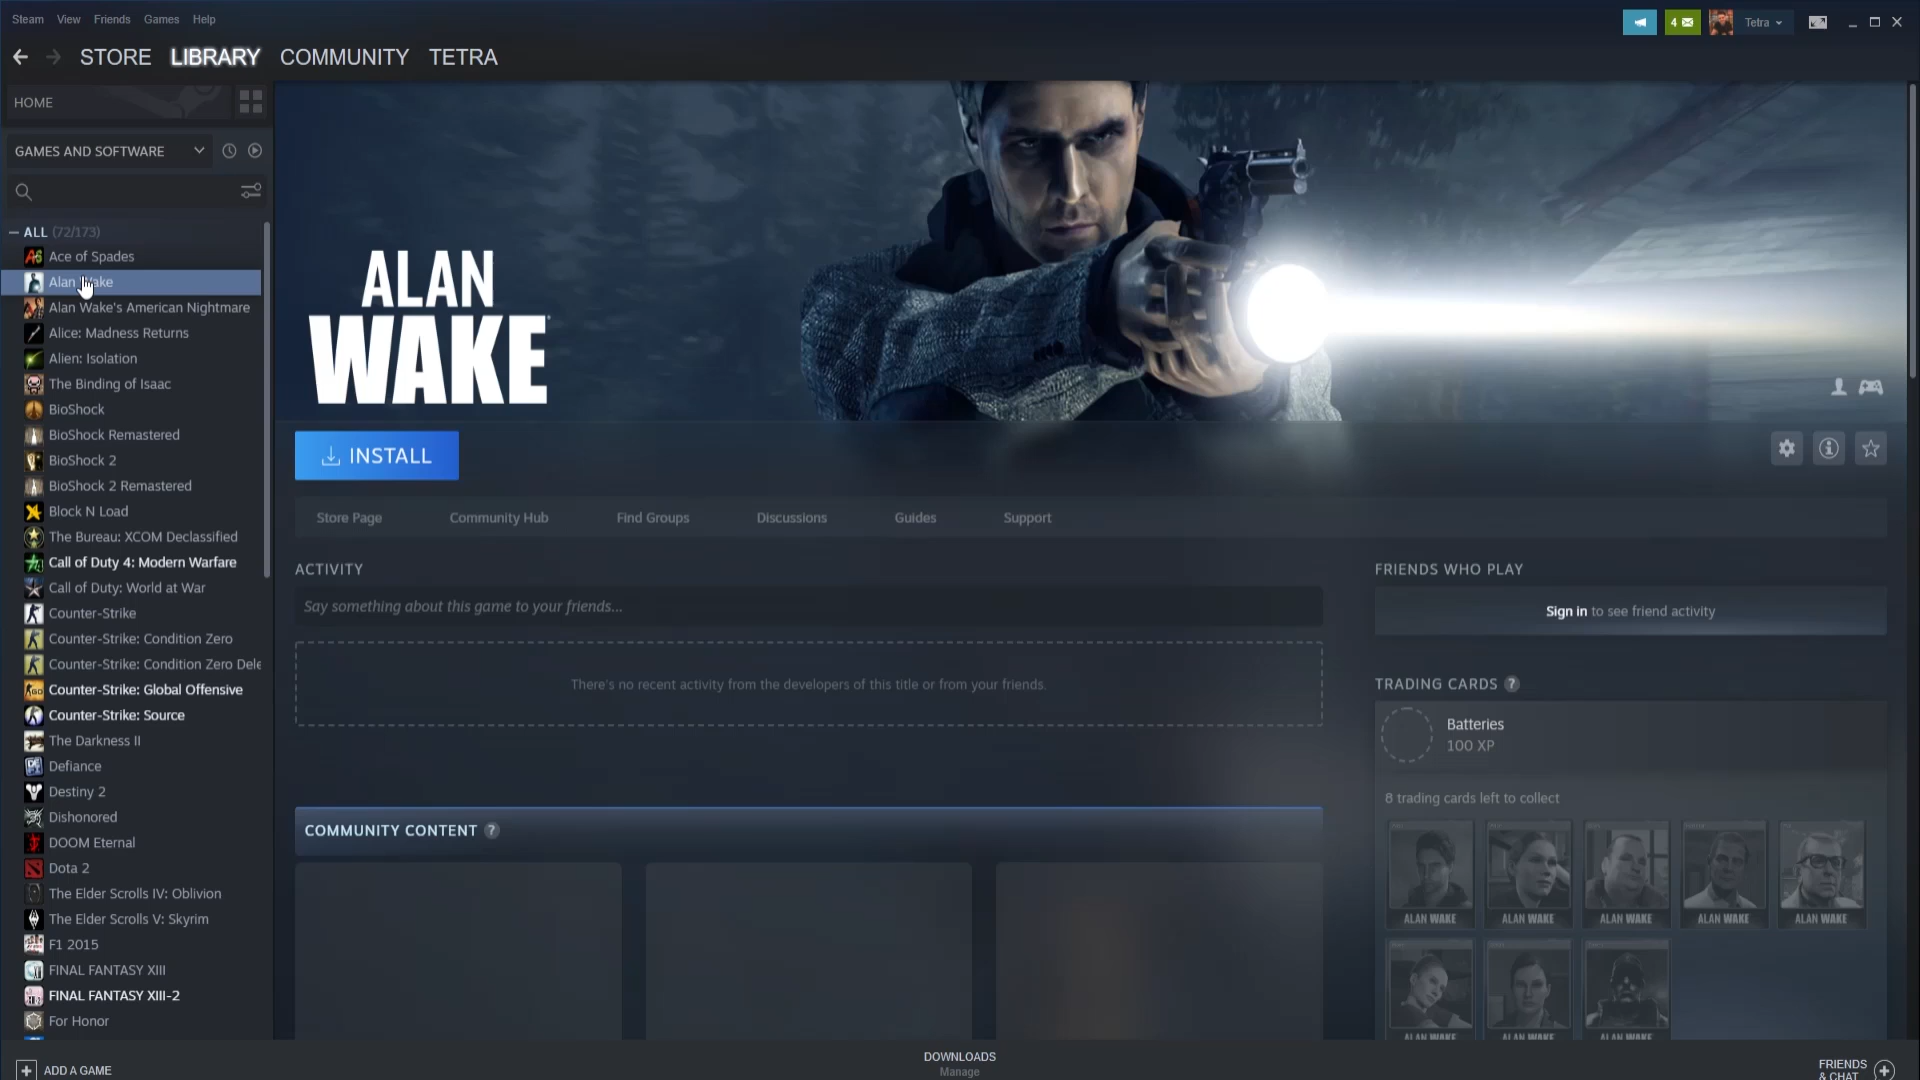 Steam View Friends Games Help
4
Tetra
STORE LIBRARY COMMUNITY TETRA
HOME
GAMES AND SOFTWARE
ALL (72/173)
Ace of Spades
Alan Wake
Alan Wake's American Nightmare
Alice: Madness Returns
Alien: Isolation
The Binding of Isaac
BioShock
BioShock Remastered
BioShock 2
BioShock 2 Remastered
Block N Load
The Bureau: XCOM Declassified
Call of Duty 4: Modern Warfare
Call of Duty: World at War
Counter-Strike
Counter-Strike: Condition Zero
Counter-Strike: Condition Zero Dele
Counter-Strike: Global Offensive
Counter-Strike: Source
The Darkness II
Defiance
Destiny 2
Dishonored
DOOM Eternal
Dota 2
The Elder Scrolls IV: Oblivion
The Elder Scrolls V: Skyrim
F1 2015
FINAL FANTASY XIII
FINAL FANTASY XIII-2
For Honor
ADD A GAME
ALAN
WAKE
INSTALL
Store Page Community Hub Find Groups Discussions Guides Support
ACTIVITY
Say something about this game to your friends...
There's no recent activity from the developers of this title or from your friends.
COMMUNITY CONTENT ?
FRIENDS WHO PLAY
Sign in to see friend activity
TRADING CARDS ?
Batteries
100 XP
8 trading cards left to collect
ALAN WAKE ALAN WAKE ALAN WAKE ALAN WAKE ALAN WAKE
ALAN WAKE ALAN WAKE ALAN WAKE
DOWNLOADS
Manage
FRIENDS
& CHAT